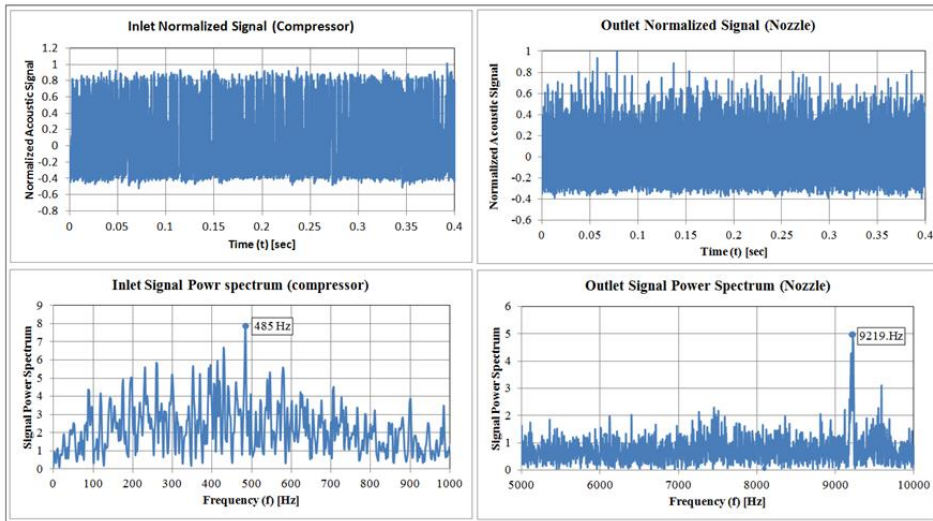 Inlet Normalized Signal (Compressor)
Normalized Acoustic Signal
1.2
1
0.8
0.6
0.4
0.2
0
-0.2
-0.4
-0.6
-0.8
0 0.05 0.1 0.15 0.2 0.25 0.3 0.35 0.4
Time (t) [sec]
Outlet Normalized Signal (Nozzle)
Normalized Acoustic Signal
1
0.8
0.6
0.4
0.2
0
-0.2
-0.4
-0.6
0 0.05 0.1 0.15 0.2 0.25 0.3 0.35 0.4
Time (t) [sec]
Inlet Signal Powr spectrum (compressor)
Signal Power Spectrum
9
8
7
6
5
4
3
2
1
0
485 Hz
0 100 200 300 400 500 600 700 800 900 1000
Frequency (f) [Hz]
Outlet Signal Power Spectrum (Nozzle)
Signal Power Spectrum
6
5
4
3
2
1
0
9219.Hz
5000 6000 7000 8000 9000 10000
Frequency (f) [Hz]